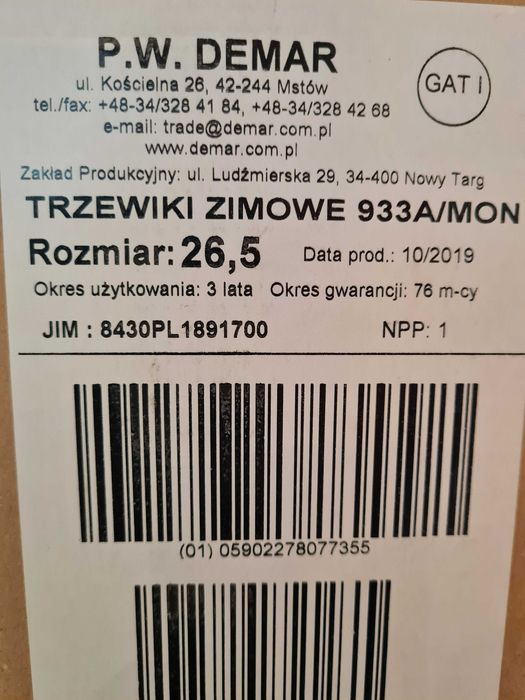 P.W. DEMAR
GAT I
ul. Kościelna 26, 42-244 Mstów
tel./fax: +48-34/328 41 84, +48-34/328 42 68
e-mail: trade@demar.com.pl
www.demar.com.pl
Zakład Produkcyjny: ul. Ludźmierska 29, 34-400 Nowy Targ
TRZEWIKI ZIMOWE 933A/MON
Rozmiar: 26,5 Data prod.: 10/2019
Okres użytkowania: 3 lata Okres gwarancji: 76 m-cy
JIM : 8430PL1891700 NPP: 1
(01) 05902278077355